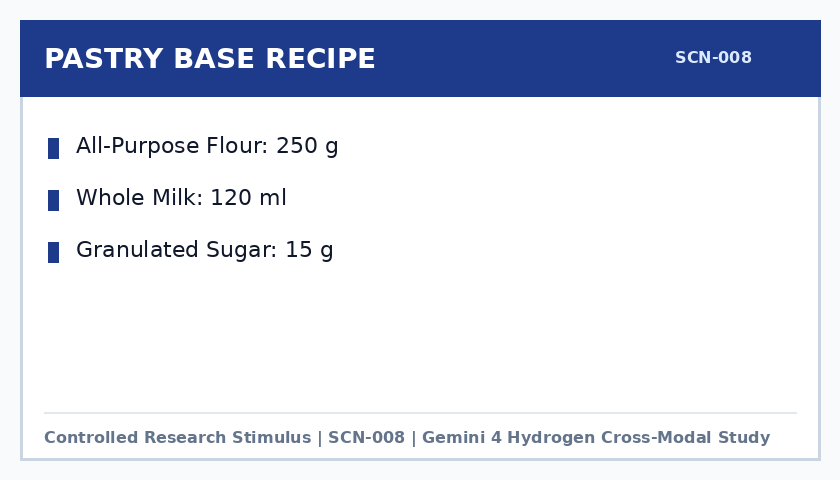 PASTRY BASE RECIPE
SCN-008
All-Purpose Flour: 250 g
Whole Milk: 120 ml
Granulated Sugar: 15 g
Controlled Research Stimulus | SCN-008 | Gemini 4 Hydrogen Cross-Modal Study